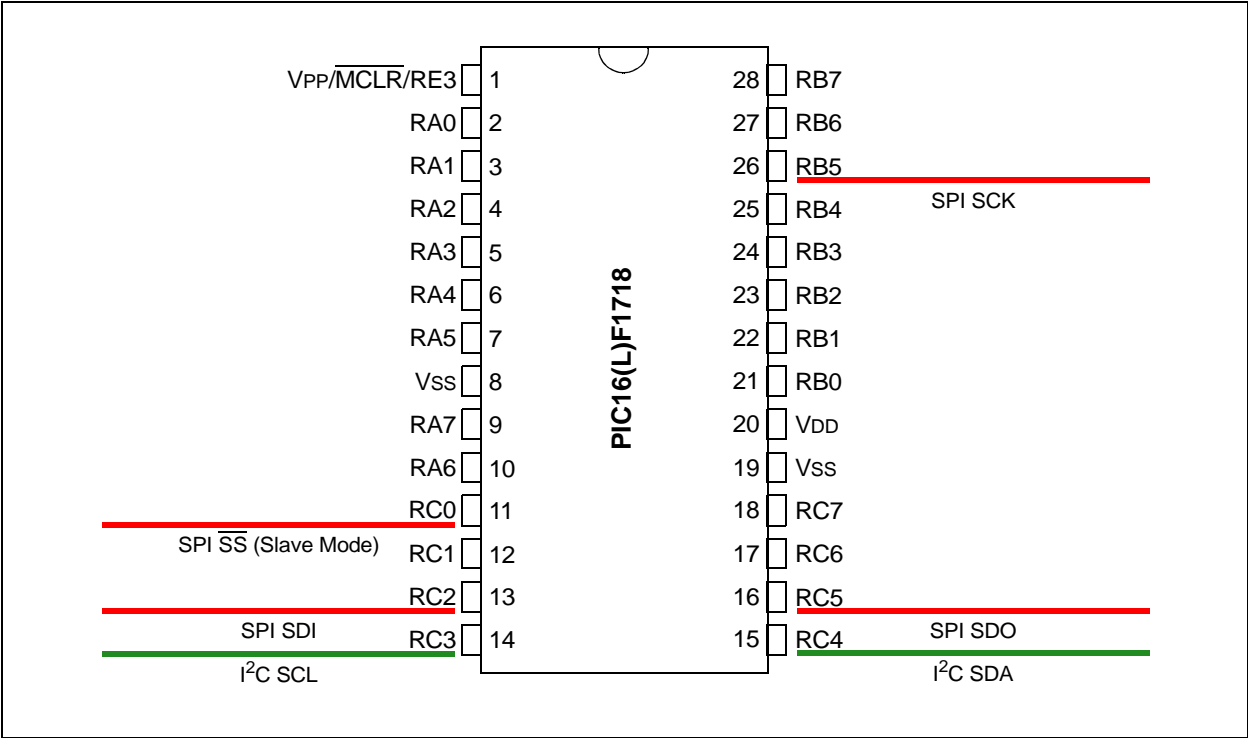 VPP/MCLR/RE3 1 28 RB7
RA0 2 27 RB6
RA1 3 26 RB5
SPI SCK
RA2 4 25 RB4
RA3 5 24 RB3
RA4 6 23 RB2
RA5 7 22 RB1
VSS 8 21 RB0
RA7 9 20 VDD
RA6 10 19 VSS
RC0 11 18 RC7
SPI SS (Slave Mode)
RC1 12 17 RC6
RC2 13 16 RC5
SPI SDI SPI SDO
RC3 14 15 RC4
I2C SCL I2C SDA
PIC16(L)F1718